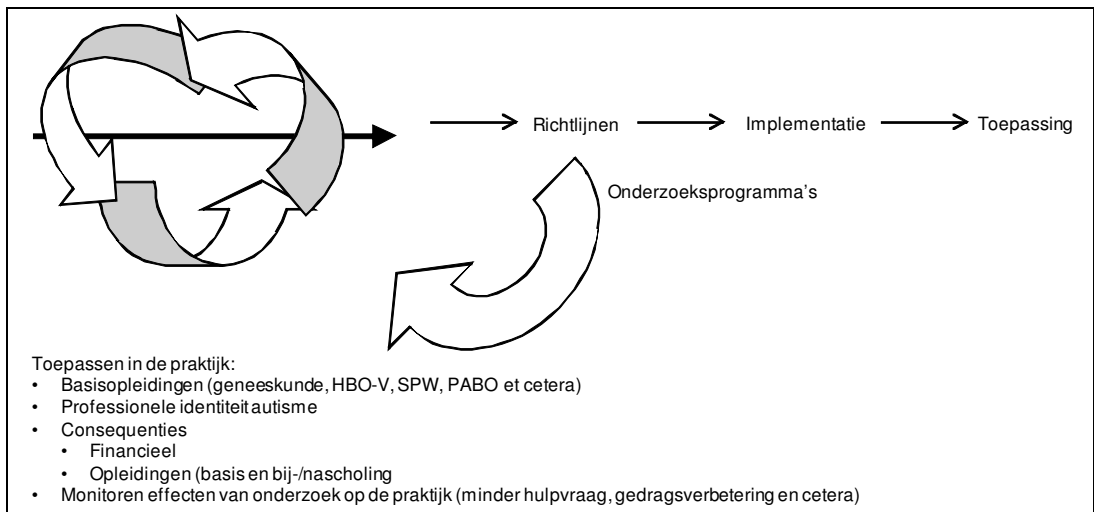 Richtlijnen Implementatie Toepassing
Onderzoeksprogramma's
Toepassen in de praktijk:
• Basisopleidingen (geneeskunde, HBO-V, SPW, PABO et cetera)
• Professionele identiteit autisme
• Consequenties
• Financieel
• Opleidingen (basis en bij-/nascholing
• Monitoren effecten van onderzoek op de praktijk (minder hulpvraag, gedragsverbetering en cetera)